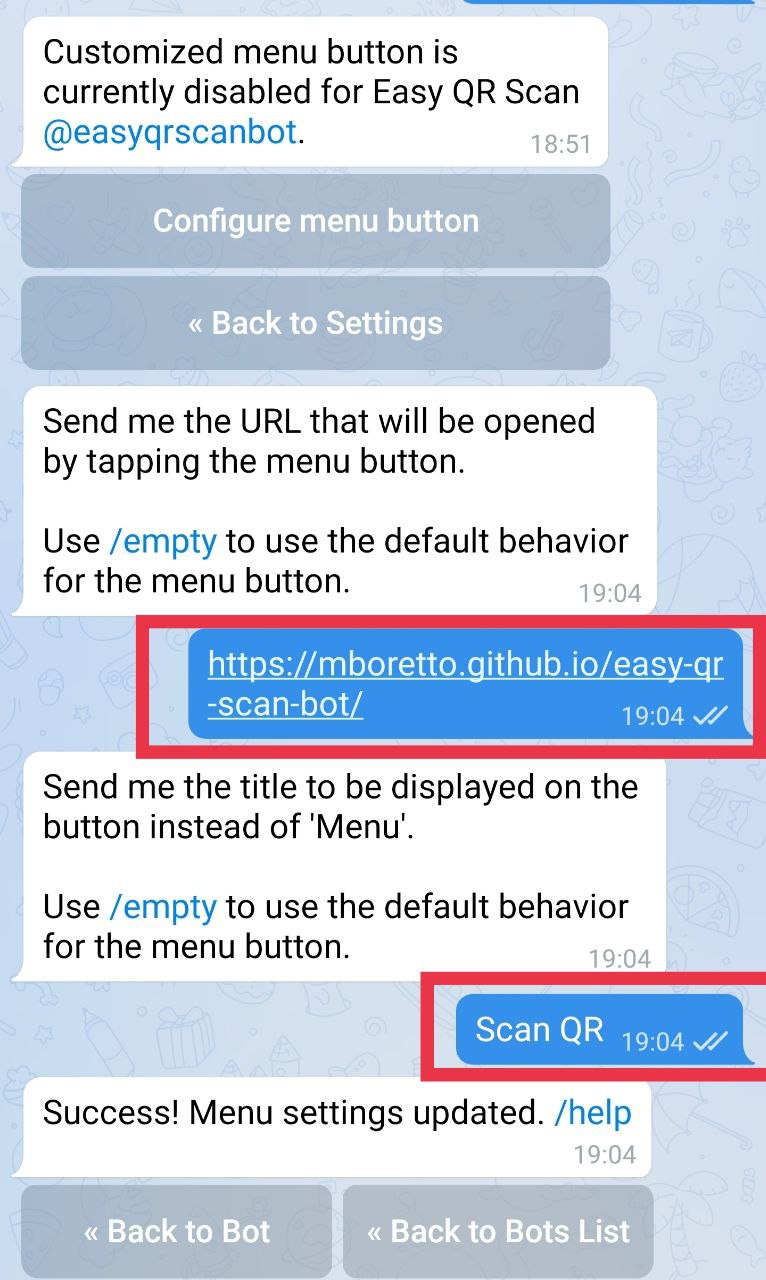 Customized menu button is
currently disabled for Easy QR Scan
@easyqrscanbot.
18:51
Configure menu button
« Back to Settings
Send me the URL that will be opened
by tapping the menu button.
Use /empty to use the default behavior
for the menu button.
19:04
https://mboretto.github.io/easy-qr
-scan-bot/
19:04
Send me the title to be displayed on the
button instead of 'Menu'.
Use /empty to use the default behavior
for the menu button.
19:04
Scan QR 19:04
Success! Menu settings updated. /help
19:04
« Back to Bot « Back to Bots List